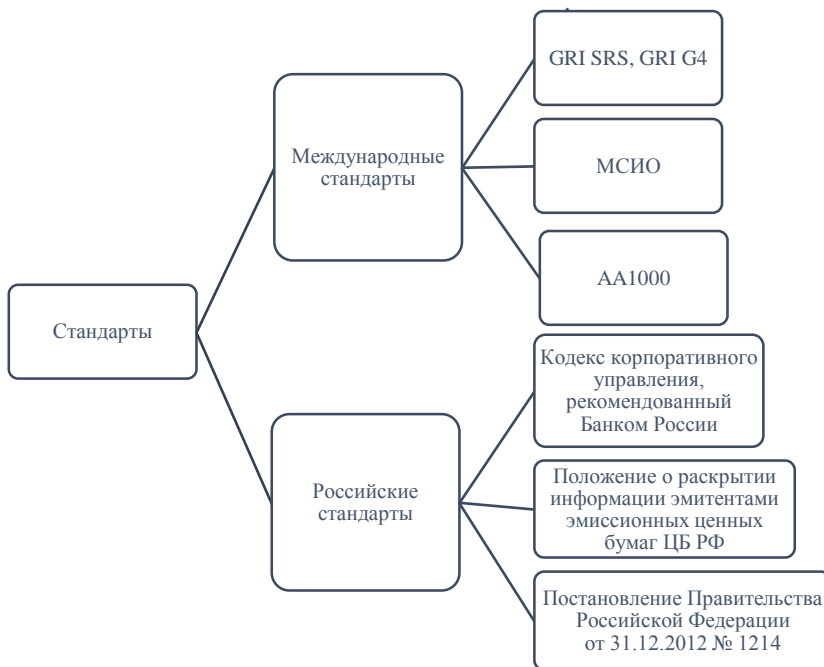 Стандарты
Международные
стандарты
GRI SRS, GRI G4
МСИО
АА1000
Российские
стандарты
Кодекс корпоративного
управления,
рекомендованный
Банком России
Положение о раскрытии
информации эмитентами
эмиссионных ценных
бумаг ЦБ РФ
Постановление Правительства
Российской Федерации
от 31.12.2012 № 1214